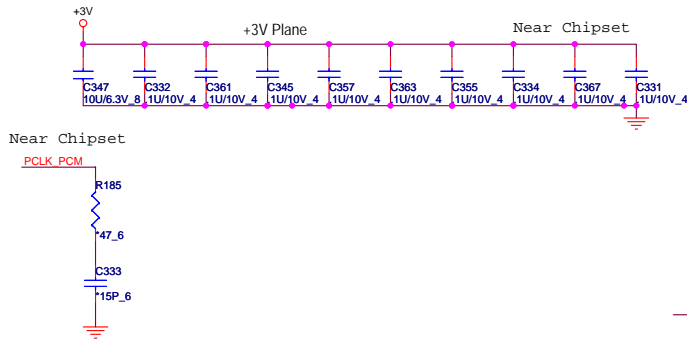 +3V
+3V Plane
Near Chipset
C347 C332 C361 C345 C357 C363 C355 C334 C367 C331
10U/6.3V_8 .1U/10V_4 .1U/10V_4 .1U/10V_4 .1U/10V_4 .1U/10V_4 .1U/10V_4 .1U/10V_4 .1U/10V_4 .1U/10V_4
Near Chipset
PCLK_PCM
R185
*47_6
C333
*15P_6